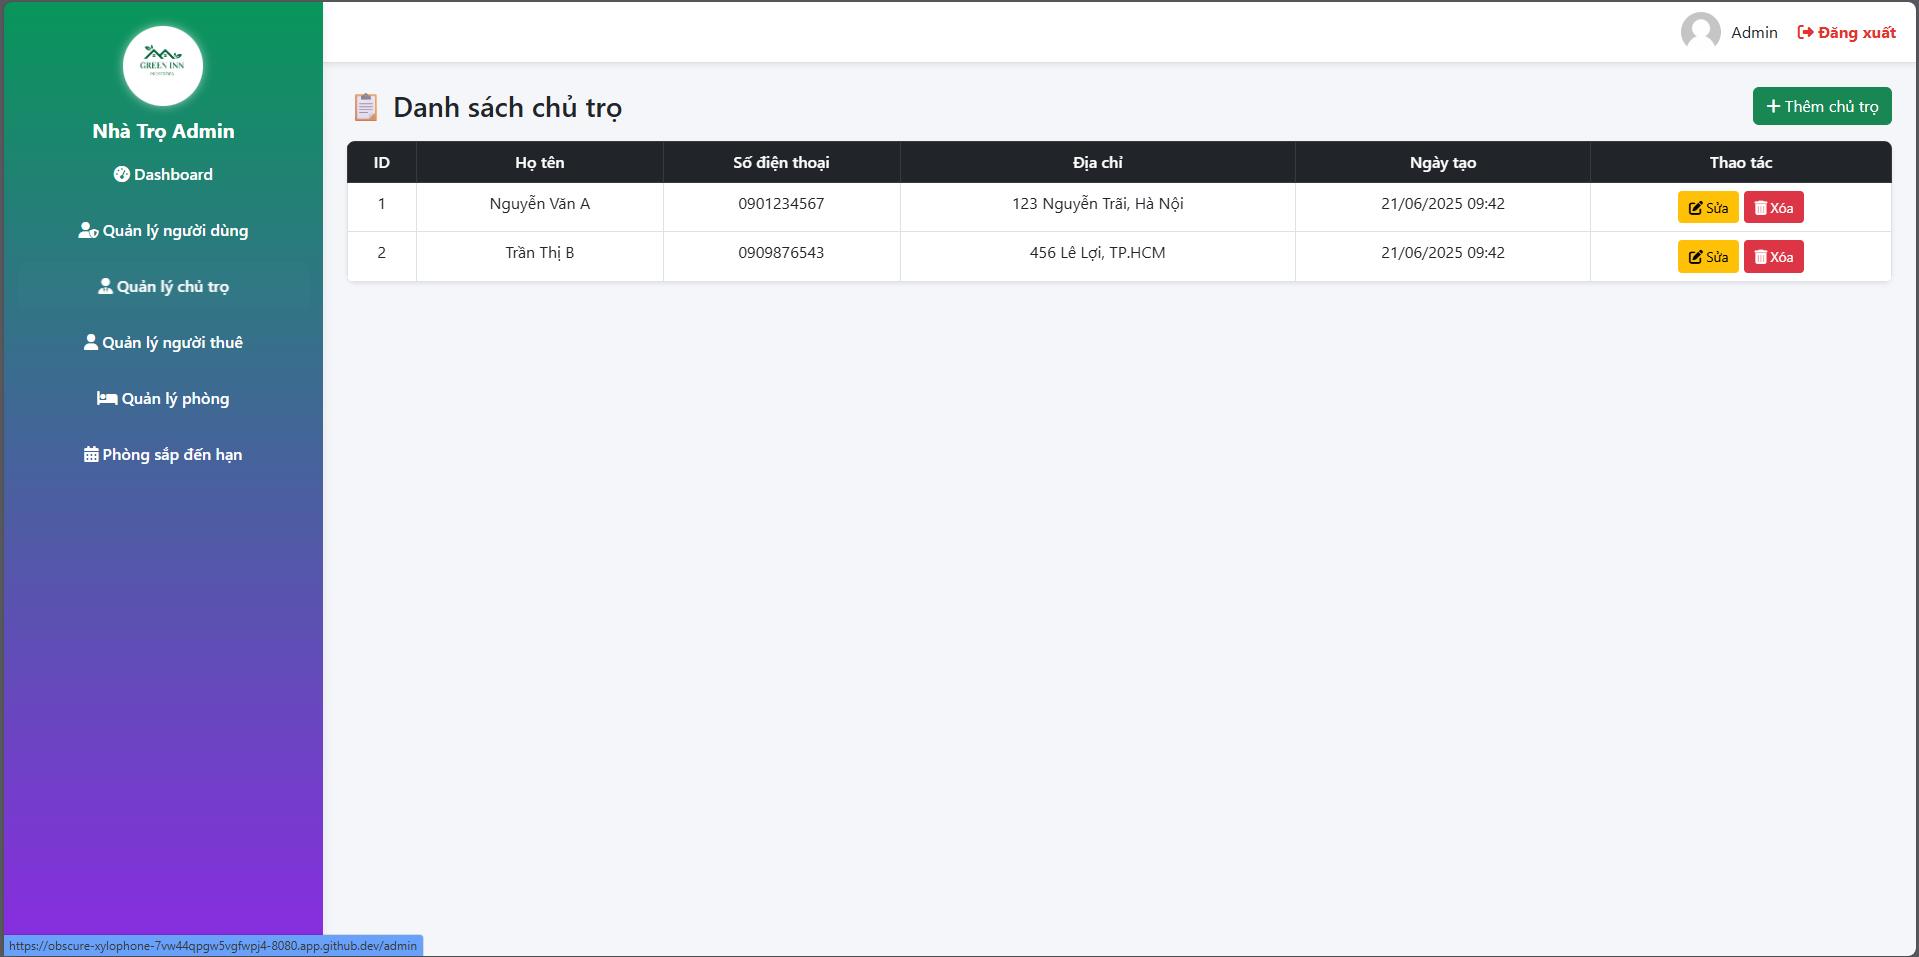 GREEN INN
Nhà Trọ Admin
Dashboard
Quản lý người dùng
Quản lý chủ trọ
Quản lý người thuê
Quản lý phòng
Phòng sắp đến hạn
Admin
Đăng xuất
Danh sách chủ trọ
Thêm chủ trọ
ID Họ tên Số điện thoại Địa chỉ Ngày tạo Thao tác
1 Nguyễn Văn A 0901234567 123 Nguyễn Trãi, Hà Nội 21/06/2025 09:42 Sửa Xóa
2 Trần Thị B 0909876543 456 Lê Lợi, TP.HCM 21/06/2025 09:42 Sửa Xóa
https://obscure-xylophone-7vw44qpgw5vgfwpj4-8080.app.github.dev/admin